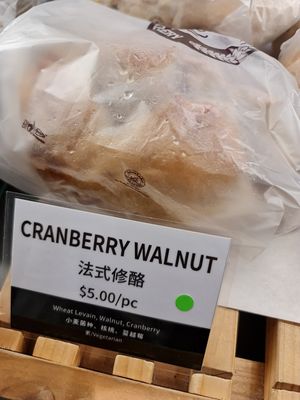 CRANBERRY WALNUT
法式修酪
$5.00/pc
Wheat Levain, Walnut, Cranberry
小麦菌种、核桃、蔓越莓
素/Vegetarian